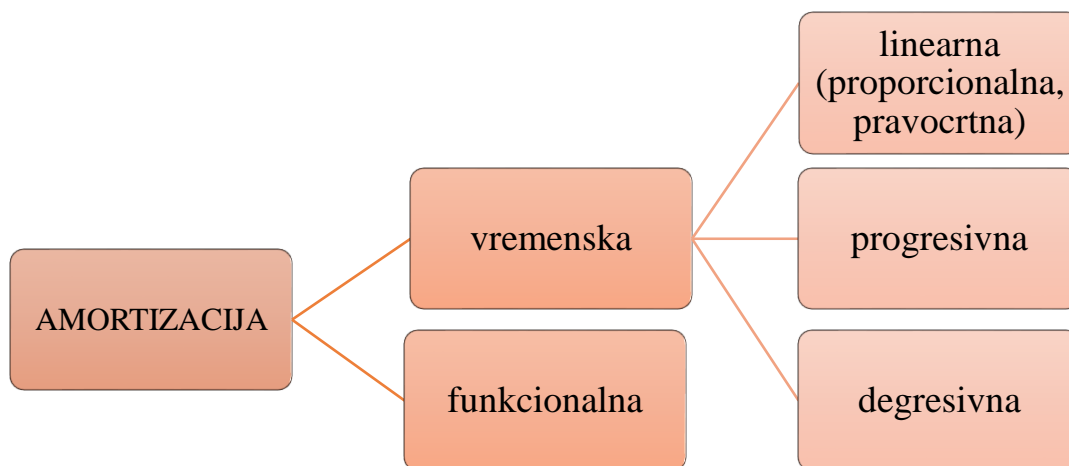 AMORTIZACIJA
vremenska
funkcionalna
linearna
(proporcionalna,
pravocrtna)
progresivna
degresivna